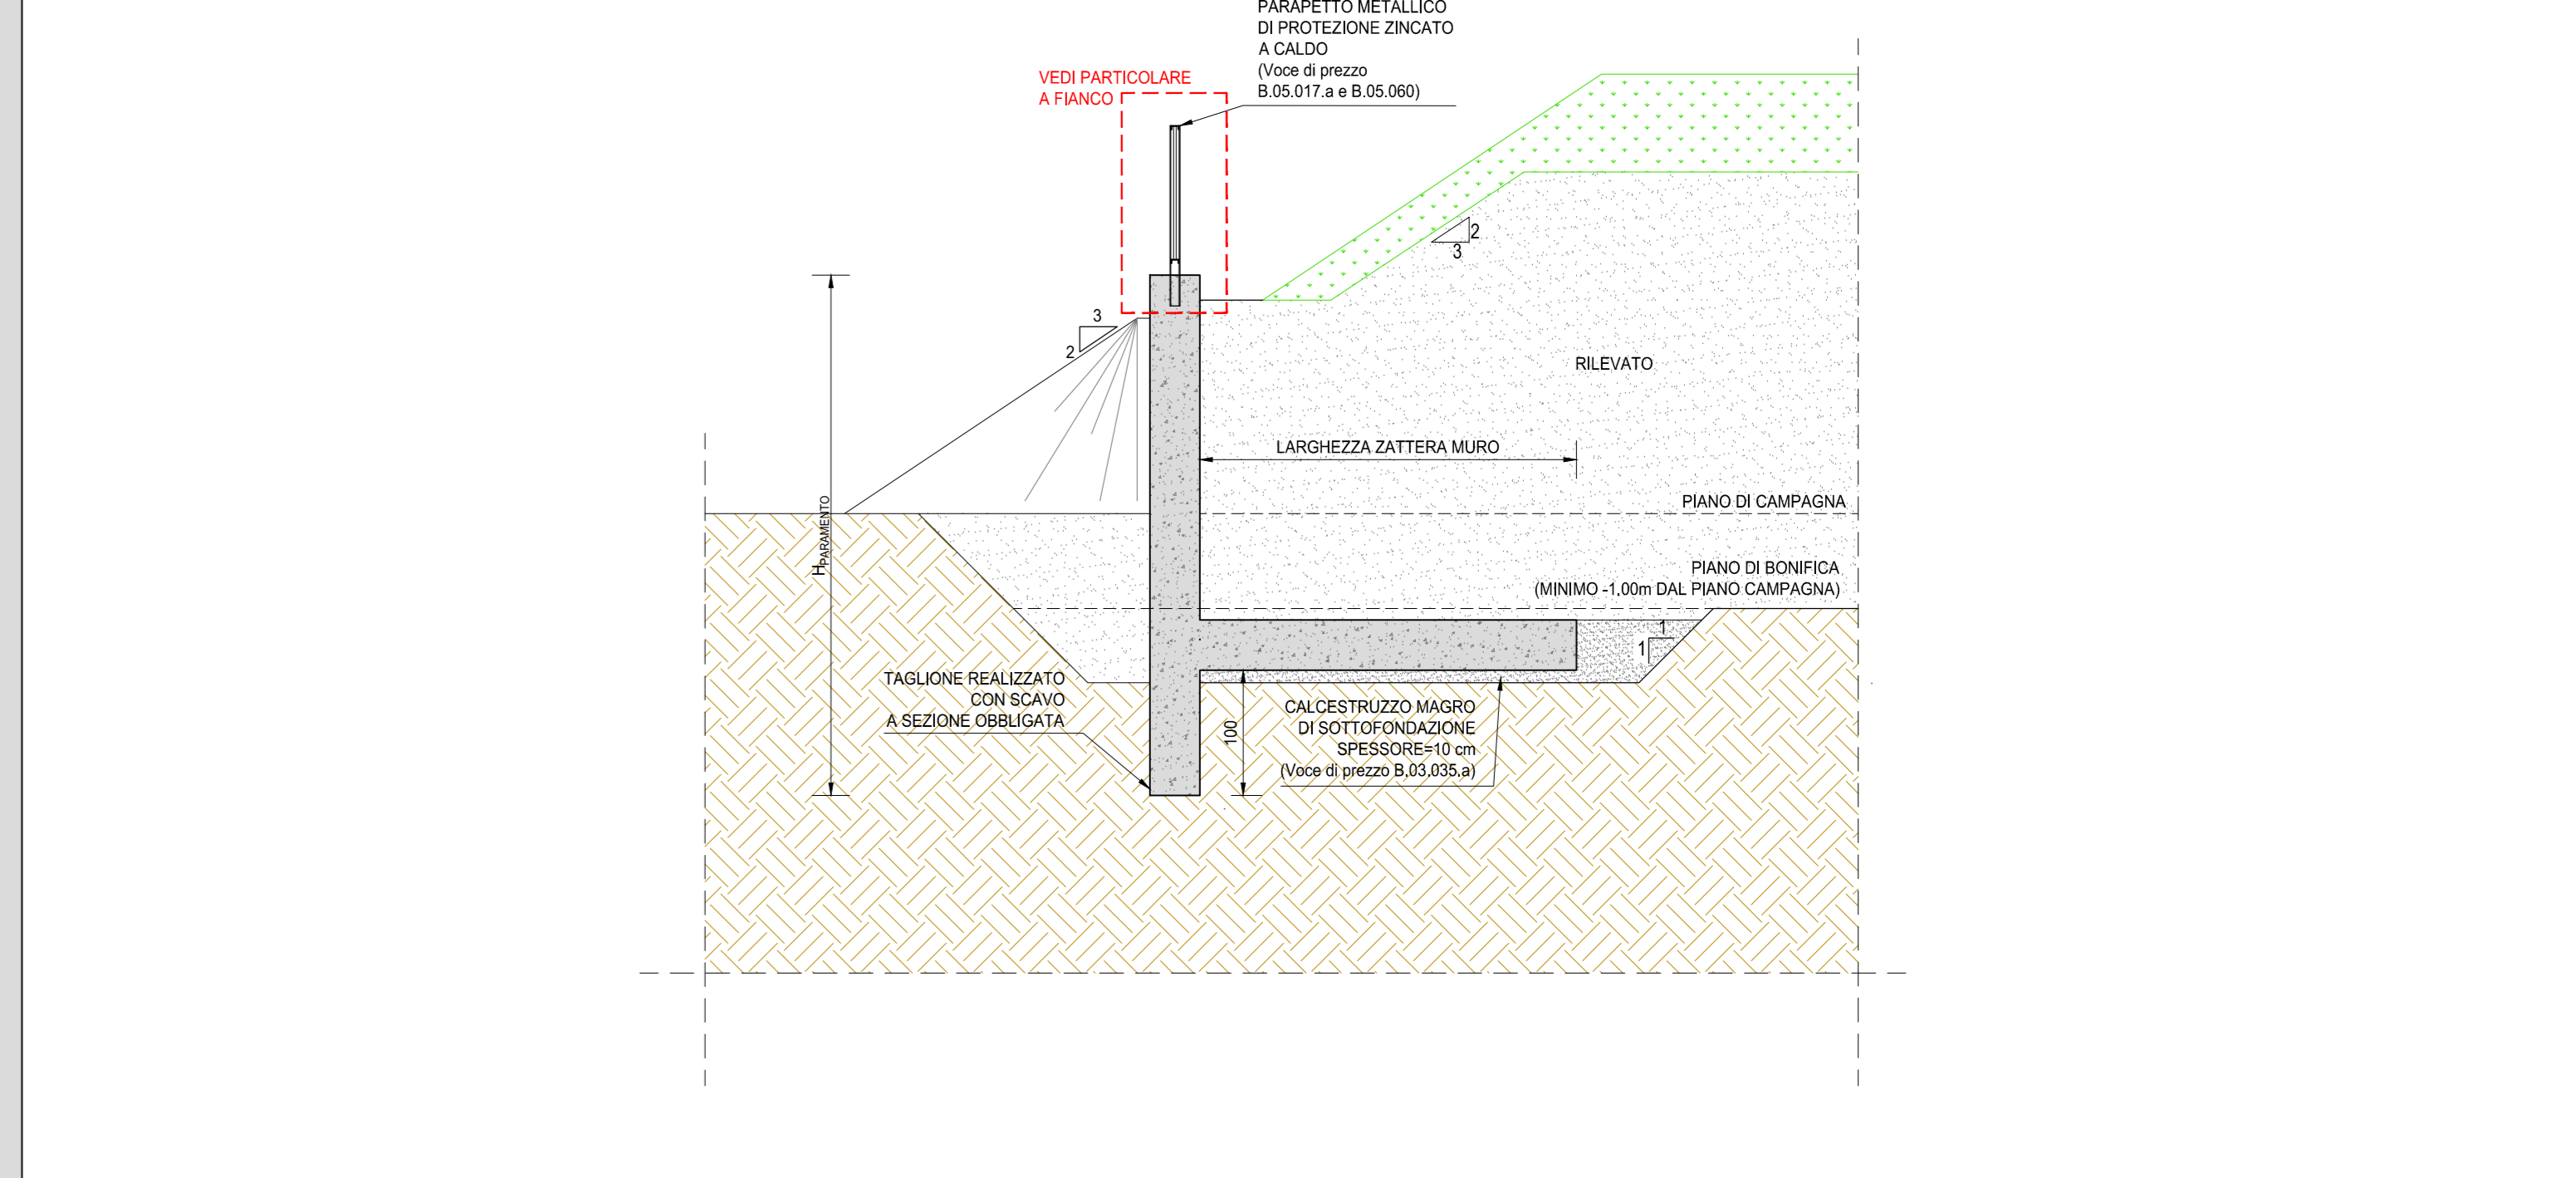 PARAPETTO METALLICO
DI PROTEZIONE ZINCATO
A CALDO
(Voce di prezzo
B.05.017.a e B.05.060)
VEDI PARTICOLARE
A FIANCO
2
3
3
2
RILEVATO
LARGHEZZA ZATTERA MURO
PIANO DI CAMPAGNA
HPARAMENTO
PIANO DI BONIFICA
(MINIMO -1.00m DAL PIANO CAMPAGNA)
1
1
TAGLIONE REALIZZATO
CON SCAVO
A SEZIONE OBBLIGATA
100
CALCESTRUZZO MAGRO
DI SOTTOFONDAZIONE
SPESSORE=10 cm
(Voce di prezzo B.03.035.a)